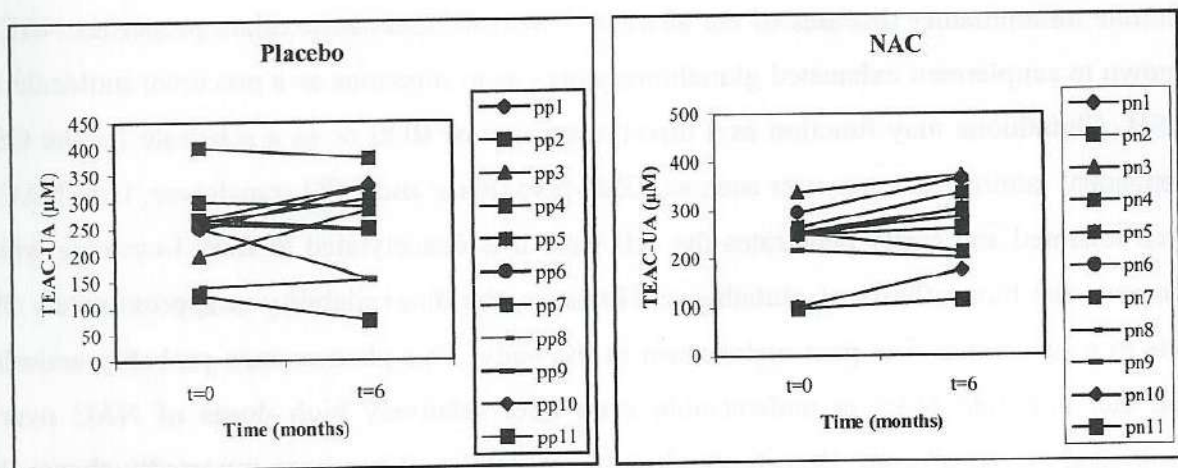 Placebo
450
400
350
300
250
200
150
100
50
0
TEAC-UA (µM)
t=0
t=6
Time (months)
pp1
pp2
pp3
pp4
pp5
pp6
pp7
pp8
pp9
pp10
pp11
NAC
500
400
300
200
100
0
TEAC-UA (µM)
t=0
t=6
Time (months)
pn1
pn2
pn3
pn4
pn5
pn6
pn7
pn8
pn9
pn10
pn11